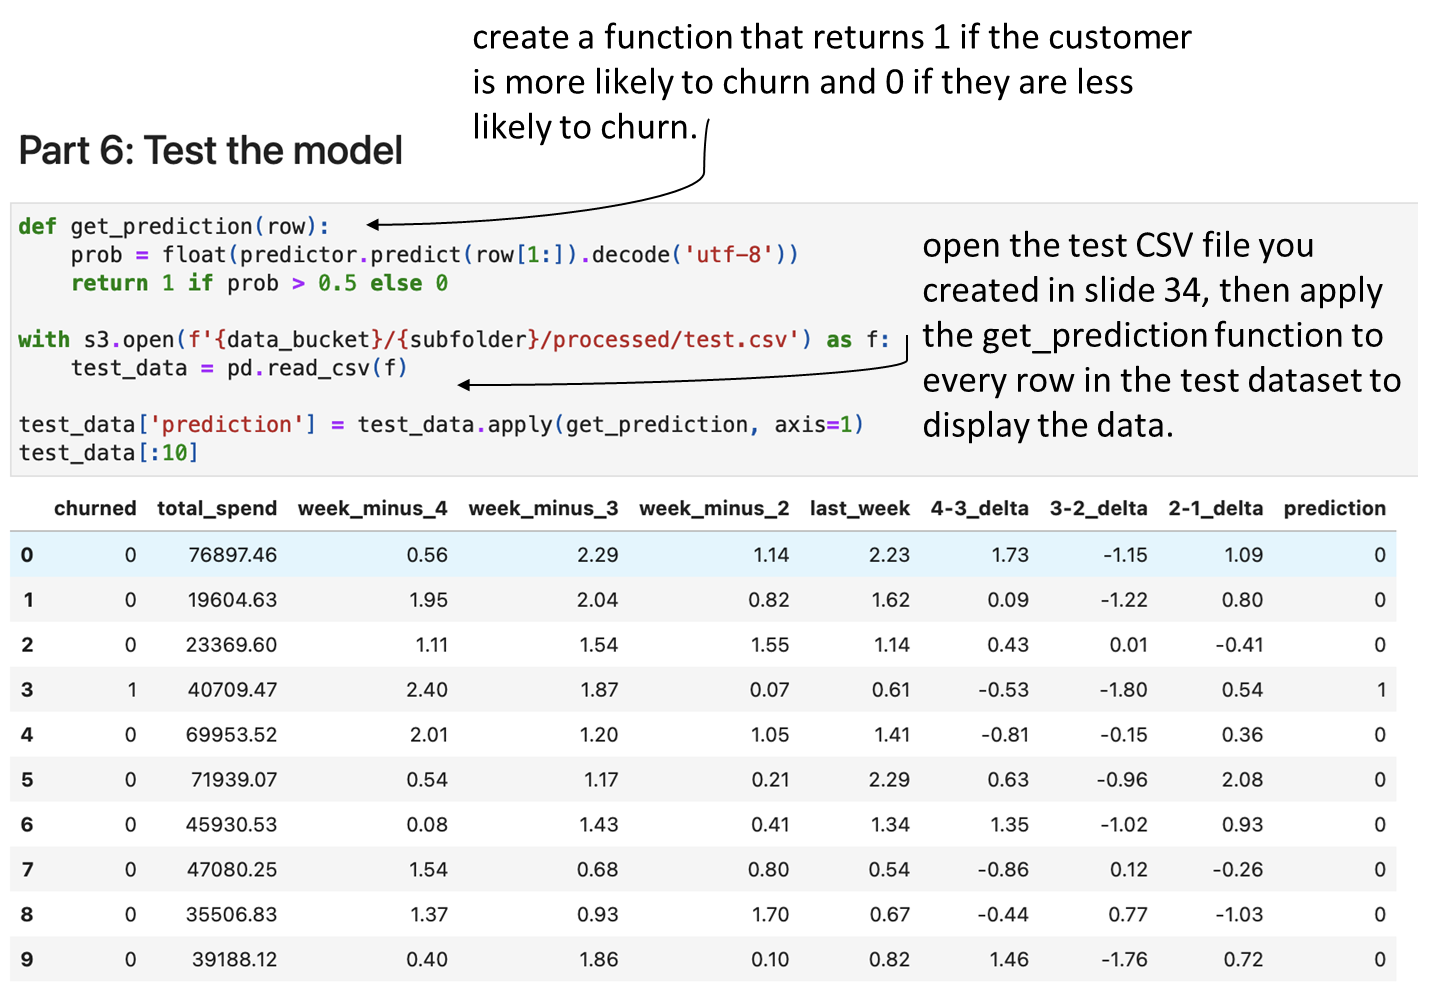 create a function that returns 1 if the customer
is more likely to churn and 0 if they are less
likely to churn.
Part 6: Test the model
def get_prediction(row):
    prob = float(predictor.predict(row[1:]).decode('utf-8'))
    return 1 if prob > 0.5 else 0
with s3.open(f'{data_bucket}/{subfolder}/processed/test.csv') as f:
    test_data = pd.read_csv(f)
test_data['prediction'] = test_data.apply(get_prediction, axis=1)
test_data[:10]
open the test CSV file you
created in slide 34, then apply
the get_prediction function to
every row in the test dataset to
display the data.
churned total_spend week_minus_4 week_minus_3 week_minus_2 last_week 4-3_delta 3-2_delta 2-1_delta prediction
0 0 76897.46 0.56 2.29 1.14 2.23 1.73 -1.15 1.09 0
1 0 19604.63 1.95 2.04 0.82 1.62 0.09 -1.22 0.80 0
2 0 23369.60 1.11 1.54 1.55 1.14 0.43 0.01 -0.41 0
3 1 40709.47 2.40 1.87 0.07 0.61 -0.53 -1.80 0.54 1
4 0 69953.52 2.01 1.20 1.05 1.41 -0.81 -0.15 0.36 0
5 0 71939.07 0.54 1.17 0.21 2.29 0.63 -0.96 2.08 0
6 0 45930.53 0.08 1.43 0.41 1.34 1.35 -1.02 0.93 0
7 0 47080.25 1.54 0.68 0.80 0.54 -0.86 0.12 -0.26 0
8 0 35506.83 1.37 0.93 1.70 0.67 -0.44 0.77 -1.03 0
9 0 39188.12 0.40 1.86 0.10 0.82 1.46 -1.76 0.72 0